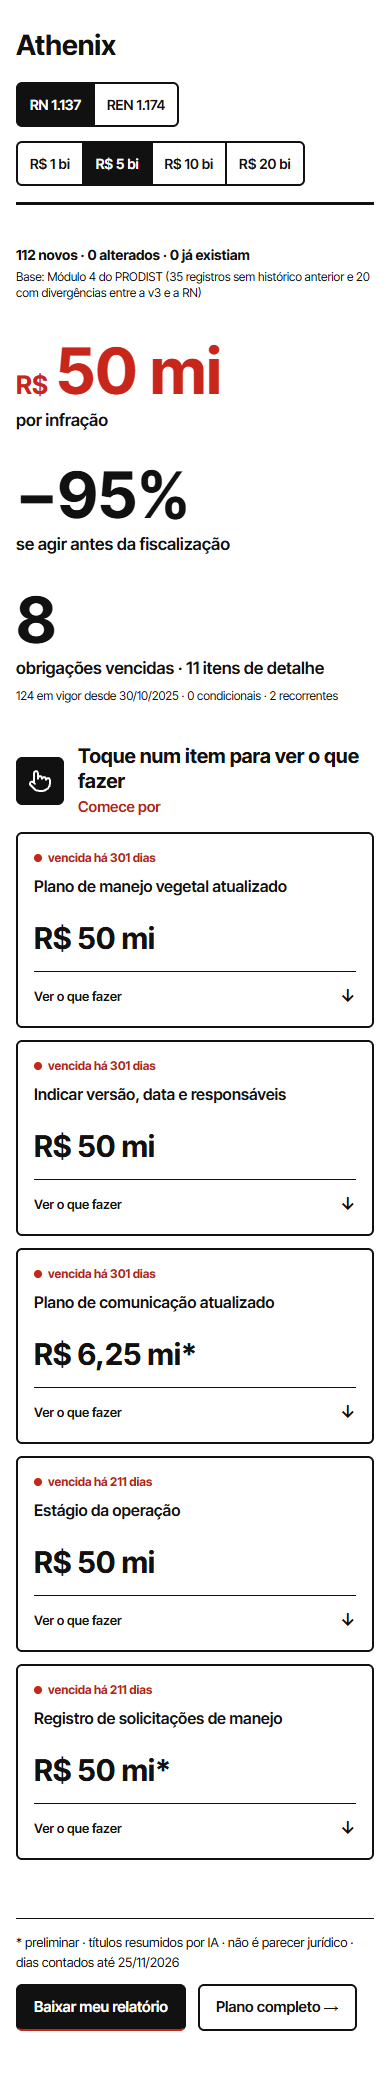 Athenix
RN 1.137 REN 1.174
R$ 1 bi R$ 5 bi R$ 10 bi R$ 20 bi
112 novos · 0 alterados · 0 já existiam
Base: Módulo 4 do PRODIST (35 registros sem histórico anterior e 20
com divergências entre a v3 e a RN)
R$ 50 mi
por infração
−95%
se agir antes da fiscalização
8
obrigações vencidas · 11 itens de detalhe
124 em vigor desde 30/10/2025 · 0 condicionais · 2 recorrentes
Toque num item para ver o que
fazer
Comece por
vencida há 301 dias
Plano de manejo vegetal atualizado
R$ 50 mi
Ver o que fazer ↓
vencida há 301 dias
Indicar versão, data e responsáveis
R$ 50 mi
Ver o que fazer ↓
vencida há 301 dias
Plano de comunicação atualizado
R$ 6,25 mi*
Ver o que fazer ↓
vencida há 211 dias
Estágio da operação
R$ 50 mi
Ver o que fazer ↓
vencida há 211 dias
Registro de solicitações de manejo
R$ 50 mi*
Ver o que fazer ↓
* preliminar · títulos resumidos por IA · não é parecer jurídico ·
dias contados até 25/11/2026
Baixar meu relatório Plano completo →